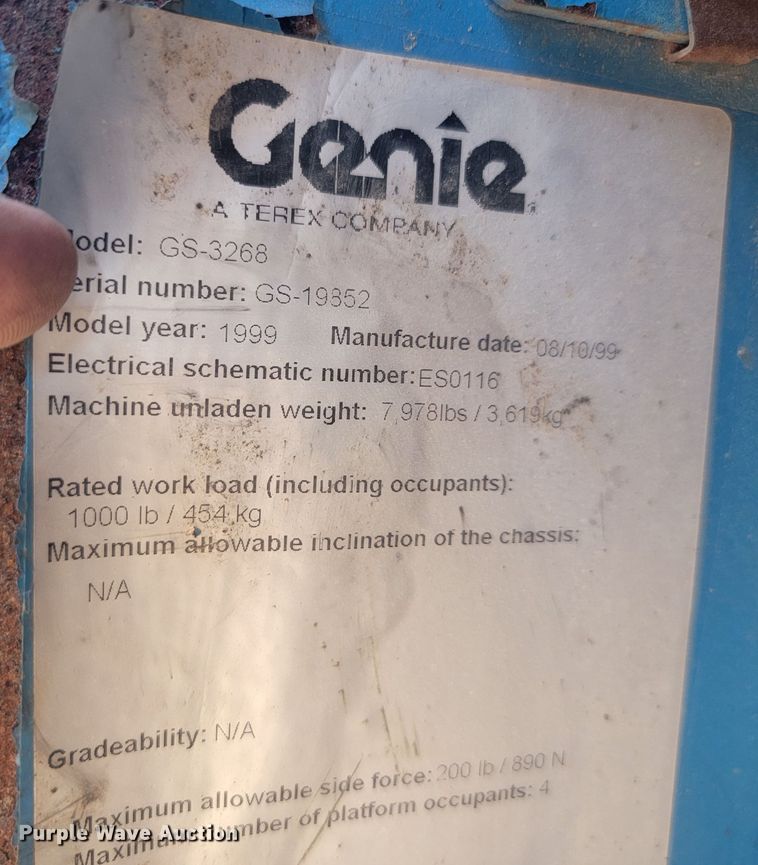 Genie
A TEREX COMPANY
odel: GS-3268
erial number: GS-19852
Model year: 1999 Manufacture date: 08/10/99
Electrical schematic number: ES0116
Machine unladen weight: 7,978lbs / 3,619kg
Rated work load (including occupants):
1000 lb / 454 kg
Maximum allowable inclination of the chassis:
N/A
Gradeability: N/A
Maximum allowable side force: 200 lb / 890 N
Maximum number of platform occupants: 4
Purple Wave Auction